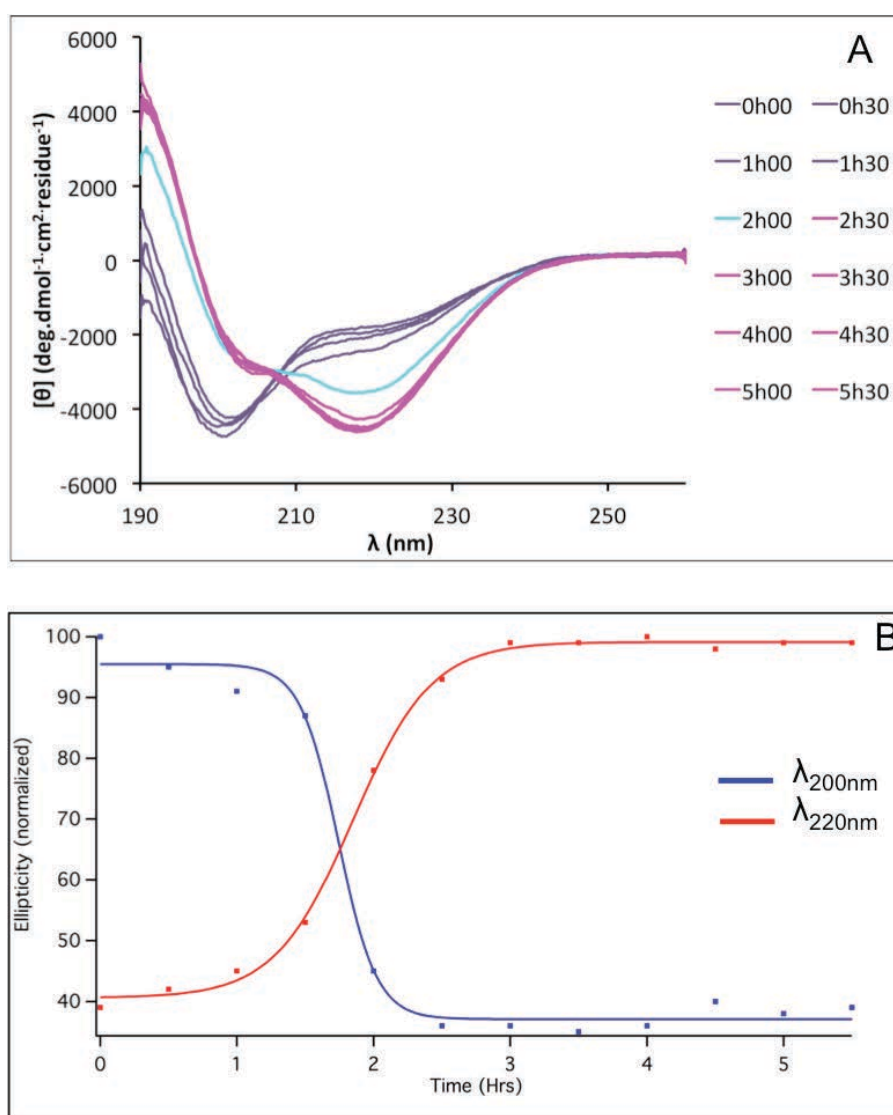 A
6000
4000
2000
0
-2000
-4000
-6000
[θ] (deg.dmol-1·cm2·residue-1)
190 210 230 250
λ (nm)
0h00 0h30
1h00 1h30
2h00 2h30
3h00 3h30
4h00 4h30
5h00 5h30
B
100
90
80
70
60
50
40
Ellipticity (normalized)
0 1 2 3 4 5
Time (Hrs)
λ200nm
λ220nm